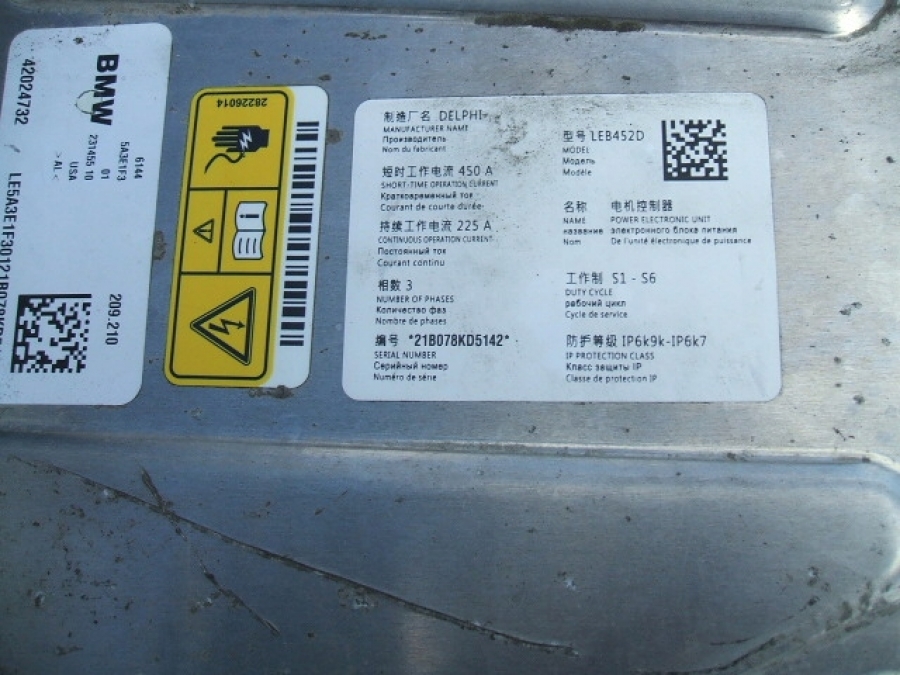 BMW
42024732
6144
5A3E1F3
01
231455 10
USA
>AL<
209.210
28226014
制造厂名 DELPHI
MANUFACTURER NAME
Производитель
Nom du fabricant
短时工作电流 450 A
SHORT-TIME OPERATION CURRENT
Кратковременный ток
Courant de courte durée
持续工作电流 225 A
CONTINUOUS OPERATION CURRENT
Постоянный ток
Courant continu
相数 3
NUMBER OF PHASES
Количество фаз
Nombre de phases
编号 *21B078KD5142*
SERIAL NUMBER
Серийный номер
Numéro de série
型号 LEB452D
MODEL
Модель
Modèle
名称 电机控制器
NAME POWER ELECTRONIC UNIT
название электронного блока питания
Nom De l'unité électronique de puissance
工作制 S1 - S6
DUTY CYCLE
рабочий цикл
Cycle de service
防护等级 IP6k9k-IP6k7
IP PROTECTION CLASS
Класс защиты IP
Classe de protection IP